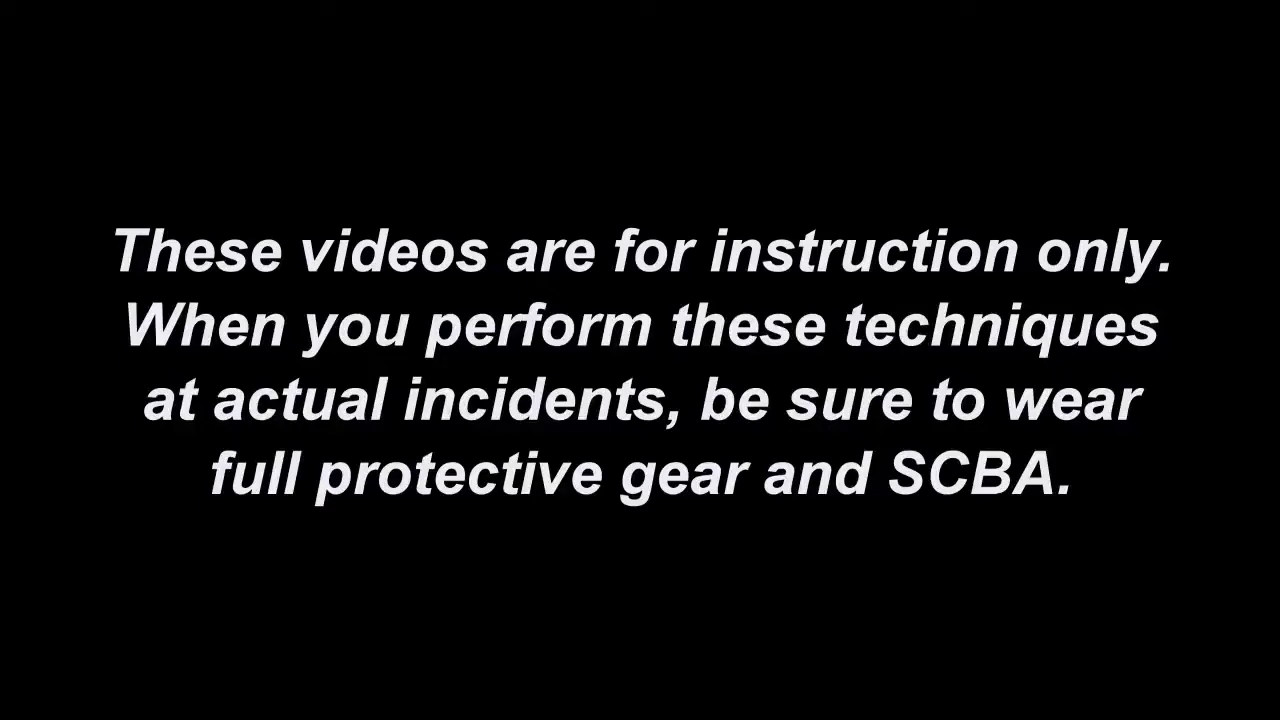 These videos are for instruction only.
When you perform these techniques
at actual incidents, be sure to wear
full protective gear and SCBA.